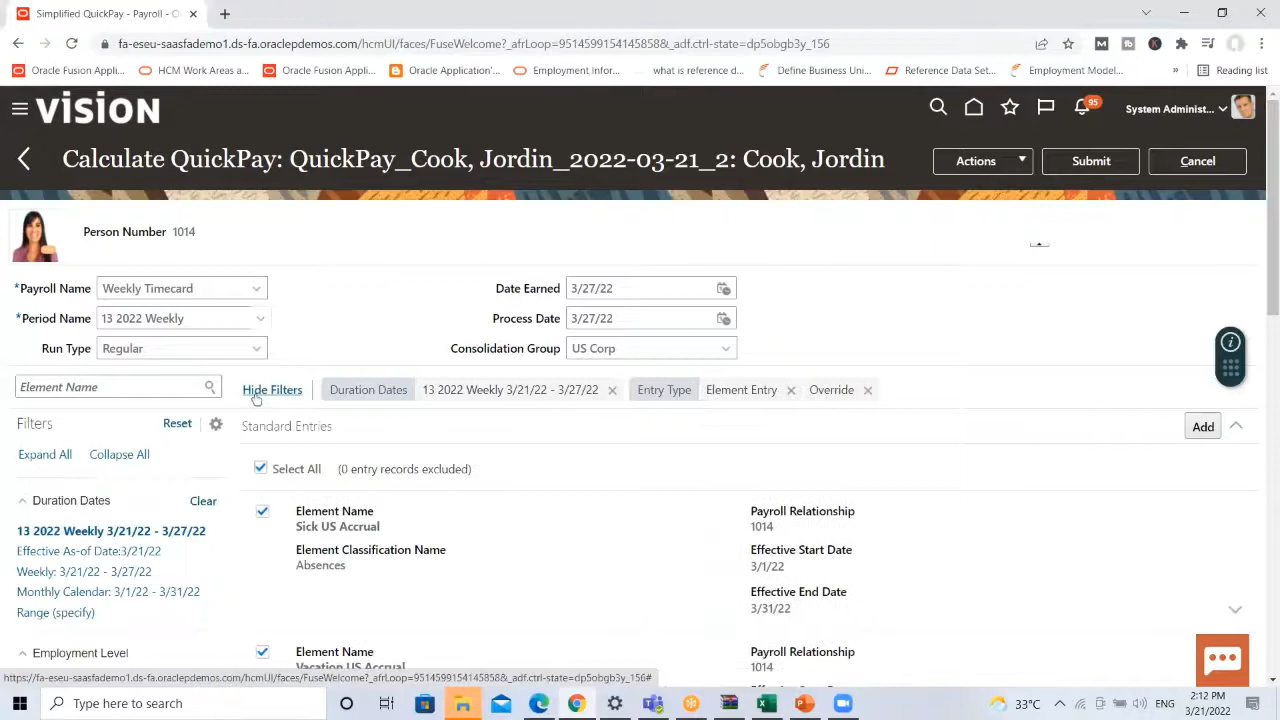 Simplified QuickPay - Payroll - O
fa-eseu-saasfademo1.ds-fa.oraclepdemos.com/hcmUI/faces/FuseWelcome?_afrLoop=95145991541458588&_adf.ctrl-state=dp5obgb3y_156
Oracle Fusion Appli... HCM Work Areas a... Oracle Fusion Appli... Oracle Application'... Employment Infor... what is reference d... Define Business Uni... Reference Data Set... Employment Model... » Reading list
VISION 95 System Administ...
Calculate QuickPay: QuickPay_Cook, Jordin_2022-03-21_2: Cook, Jordin Actions Submit Cancel
Person Number 1014
*Payroll Name Weekly Timecard Date Earned 3/27/22
*Period Name 13 2022 Weekly Process Date 3/27/22
Run Type Regular Consolidation Group US Corp
Element Name Hide Filters Duration Dates 13 2022 Weekly 3/21/22 - 3/27/22 Entry Type Element Entry Override
Filters Reset Standard Entries Add
Expand All Collapse All Select All (0 entry records excluded)
Duration Dates Clear Element Name Payroll Relationship
Sick US Accrual 1014
13 2022 Weekly 3/21/22 - 3/27/22
Effective As-of Date:3/21/22 Element Classification Name Effective Start Date
Absences 3/1/22
Weekly: 3/21/22 - 3/27/22
Monthly Calendar: 3/1/22 - 3/31/22 Effective End Date
Range (specify) 3/31/22
Employment Level Element Name Payroll Relationship
Vacation US Accrual 1014
https://fa-eseu-saasfademo1.ds-fa.oraclepdemos.com/hcmUI/faces/FuseWelcome?_afrLoop=95145991541458588&_adf.ctrl-state=dp5obgb3y_156#
Type here to search 33°C ENG 2:12 PM
3/21/2022